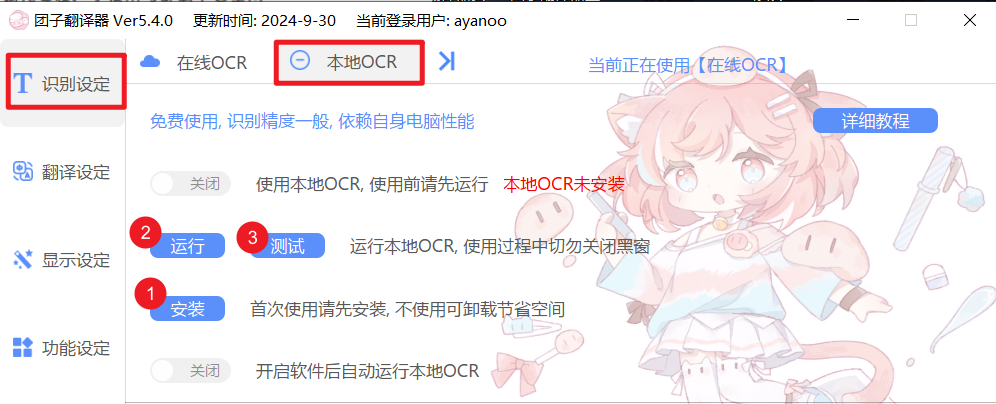 团子翻译器 Ver5.4.0 更新时间: 2024-9-30 当前登录用户: ayanoo
识别设定
在线OCR 本地OCR 当前正在使用【在线OCR】
免费使用, 识别精度一般, 依赖自身电脑性能 详细教程
翻译设定
关闭 使用本地OCR, 使用前请先运行 本地OCR未安装
2 运行 3 测试 运行本地OCR, 使用过程中切勿关闭黑窗
显示设定
1 安装 首次使用请先安装, 不使用可卸载节省空间
功能设定
关闭 开启软件后自动运行本地OCR